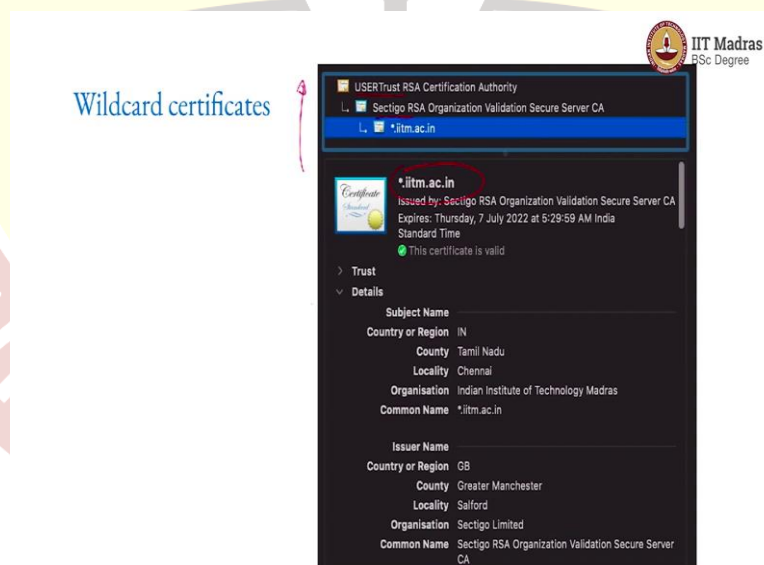 IIT Madras
BSc Degree
Wildcard certificates
USERTrust RSA Certification Authority
Sectigo RSA Organization Validation Secure Server CA
*.iitm.ac.in
Certificate
Standard
*.iitm.ac.in
Issued by: Sectigo RSA Organization Validation Secure Server CA
Expires: Thursday, 7 July 2022 at 5:29:59 AM India
Standard Time
This certificate is valid
Trust
Details
Subject Name
Country or Region IN
County Tamil Nadu
Locality Chennai
Organisation Indian Institute of Technology Madras
Common Name *.iitm.ac.in
Issuer Name
Country or Region GB
County Greater Manchester
Locality Salford
Organisation Sectigo Limited
Common Name Sectigo RSA Organization Validation Secure Server
CA